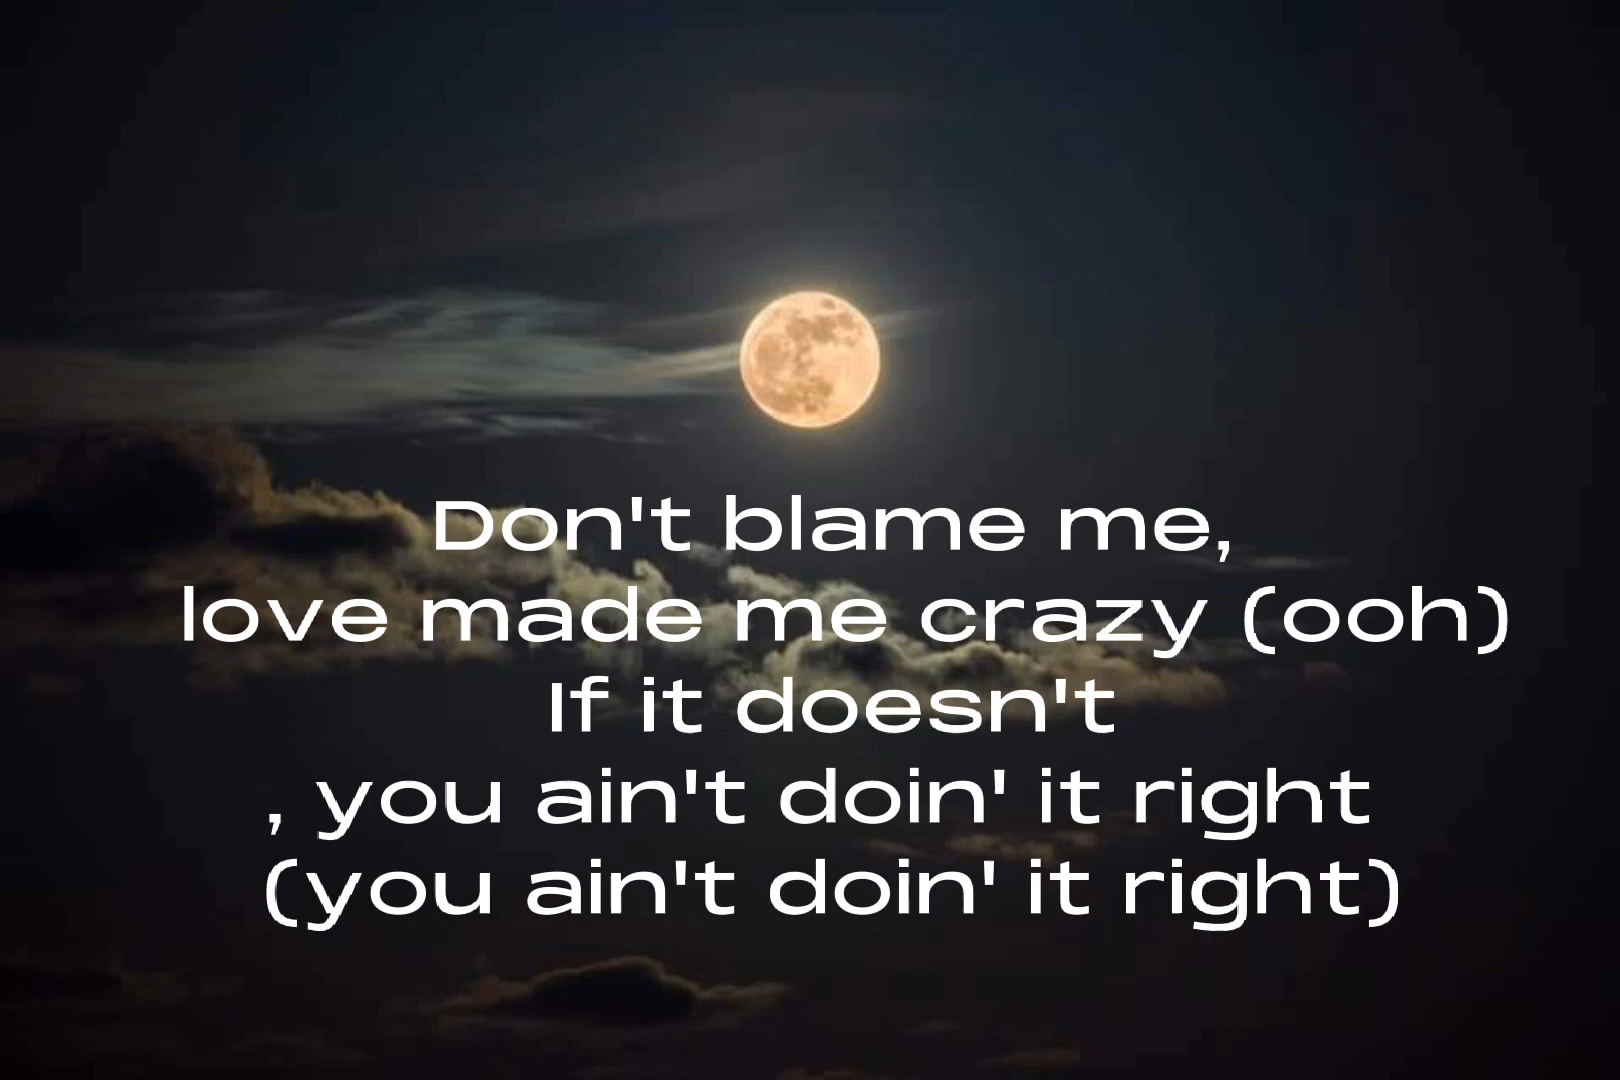 Don't blame me,
love made me crazy (ooh)
If it doesn't
, you ain't doin' it right
(you ain't doin' it right)